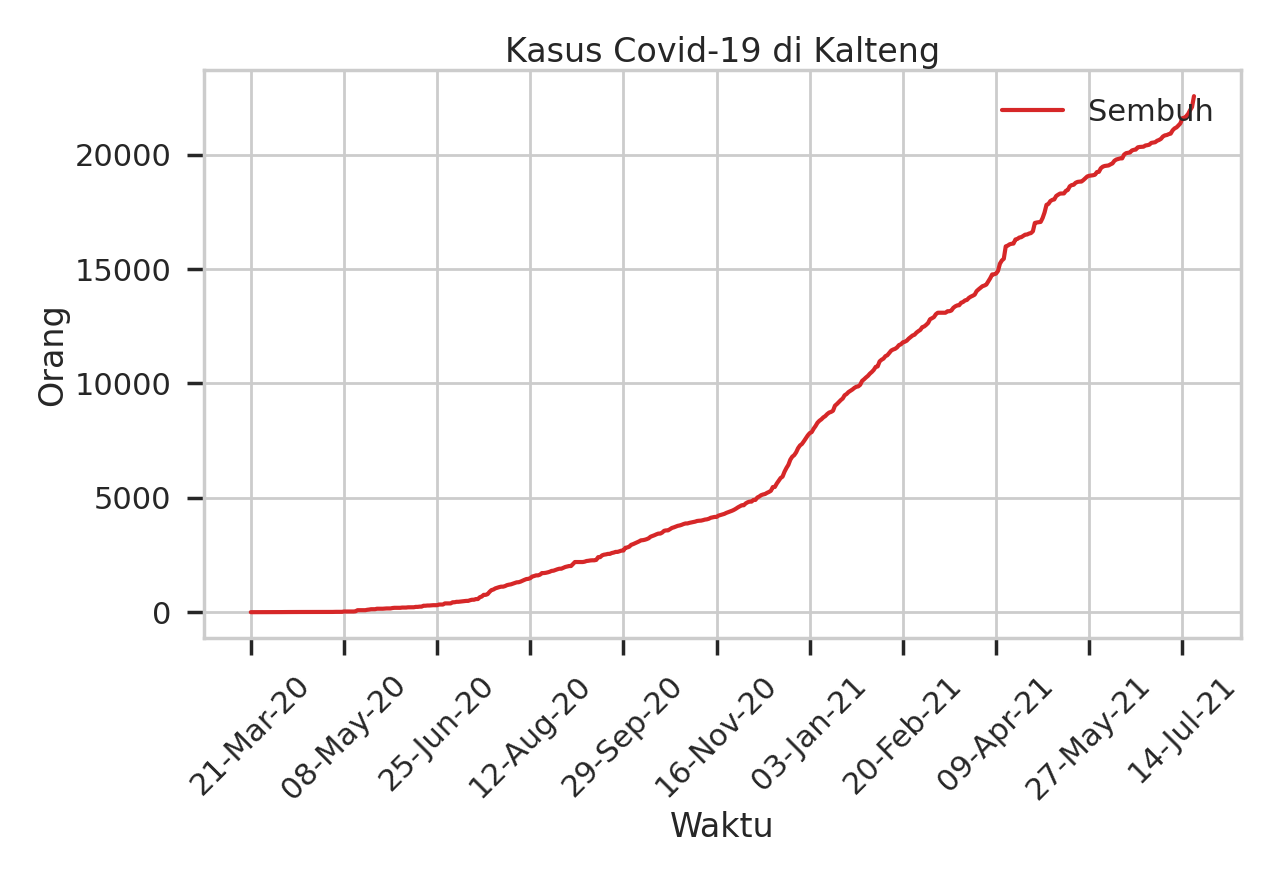 Kasus Covid-19 di Kalteng
Sembuh
Orang
20000
15000
10000
5000
0
21-Mar-20
08-May-20
25-Jun-20
12-Aug-20
29-Sep-20
16-Nov-20
03-Jan-21
20-Feb-21
09-Apr-21
27-May-21
14-Jul-21
Waktu